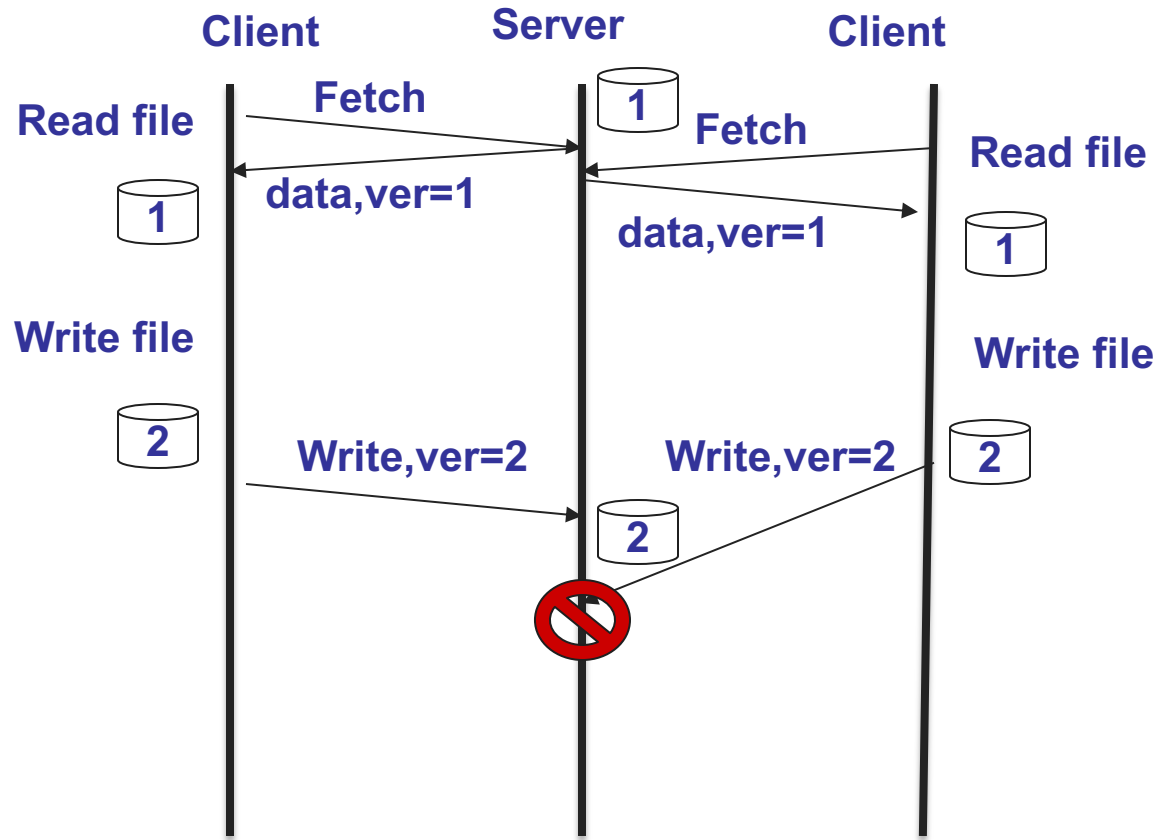 Client
Server
Client
Fetch
1
Read file
Fetch
Read file
data,ver=1
1
data,ver=1
1
Write file
Write file
2
Write,ver=2
Write,ver=2
2
2